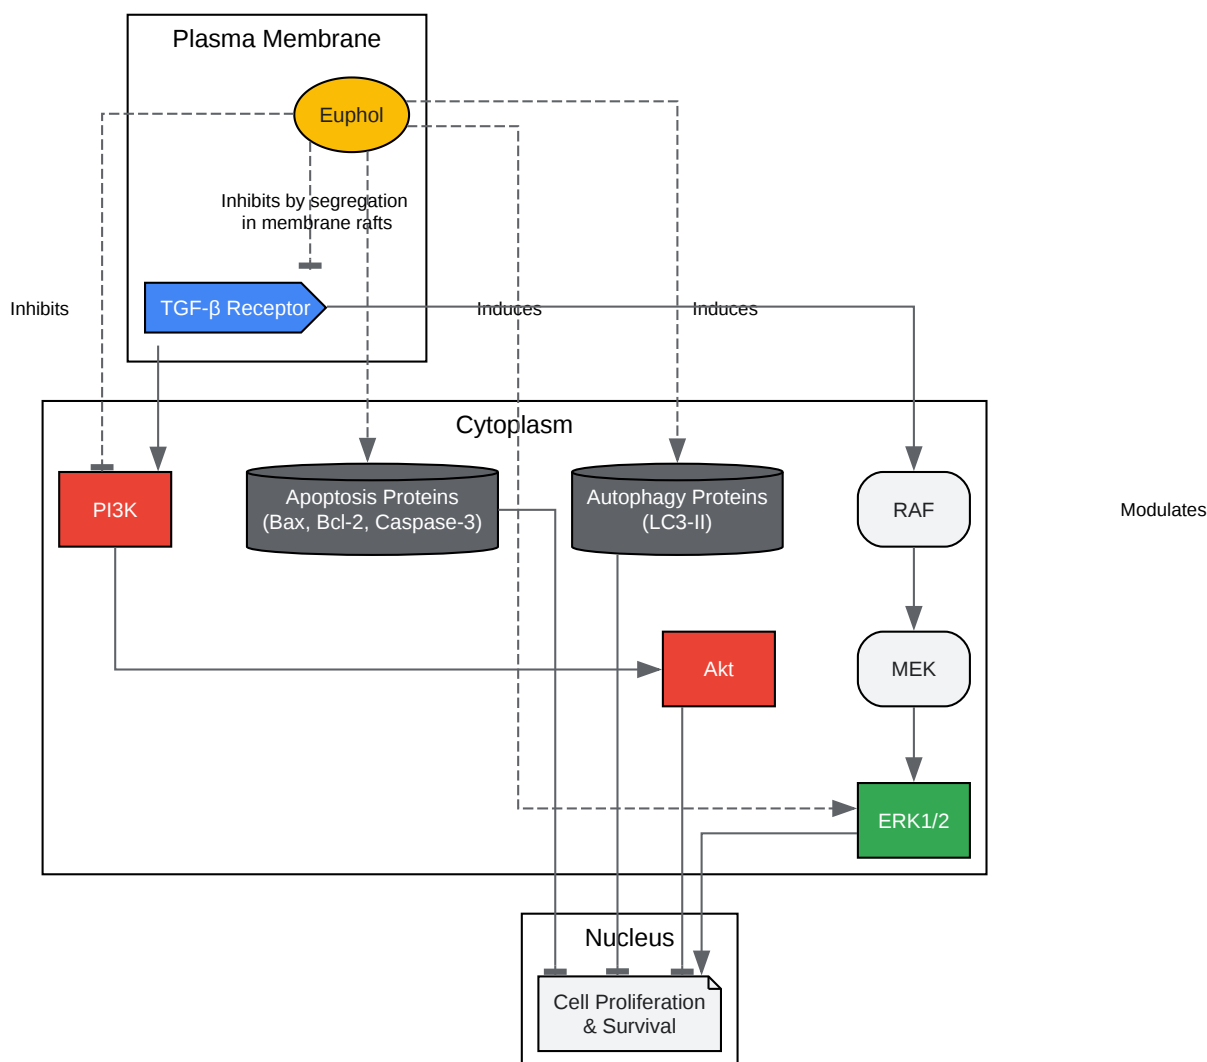 Plasma Membrane
Euphol
Inhibits by segregation
in membrane rafts
Inhibits
TGF-β Receptor
Induces
Induces
Cytoplasm
PI3K
Apoptosis Proteins
(Bax, Bcl-2, Caspase-3)
Autophagy Proteins
(LC3-II)
RAF
Modulates
Akt
MEK
ERK1/2
Nucleus
Cell Proliferation
& Survival